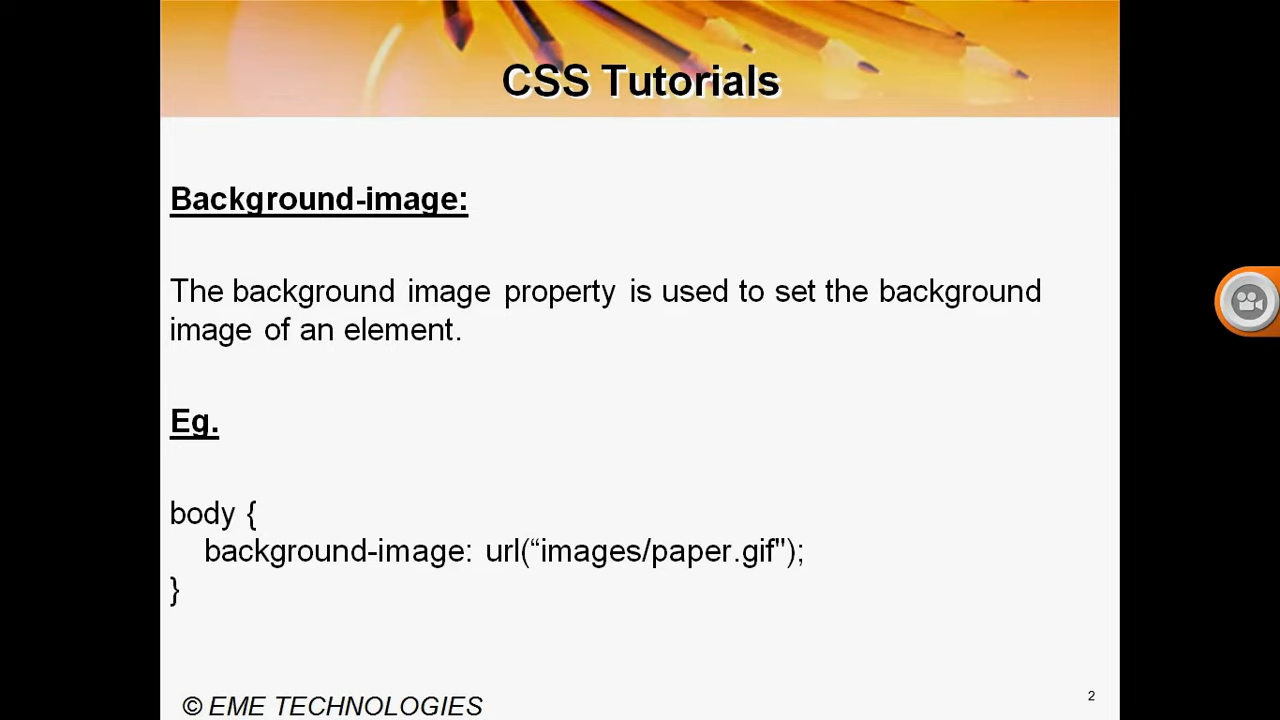 CSS Tutorials
Background-image:
The background image property is used to set the background
image of an element.
Eg.
body {
background-image: url(“images/paper.gif");
}
© EME TECHNOLOGIES
2